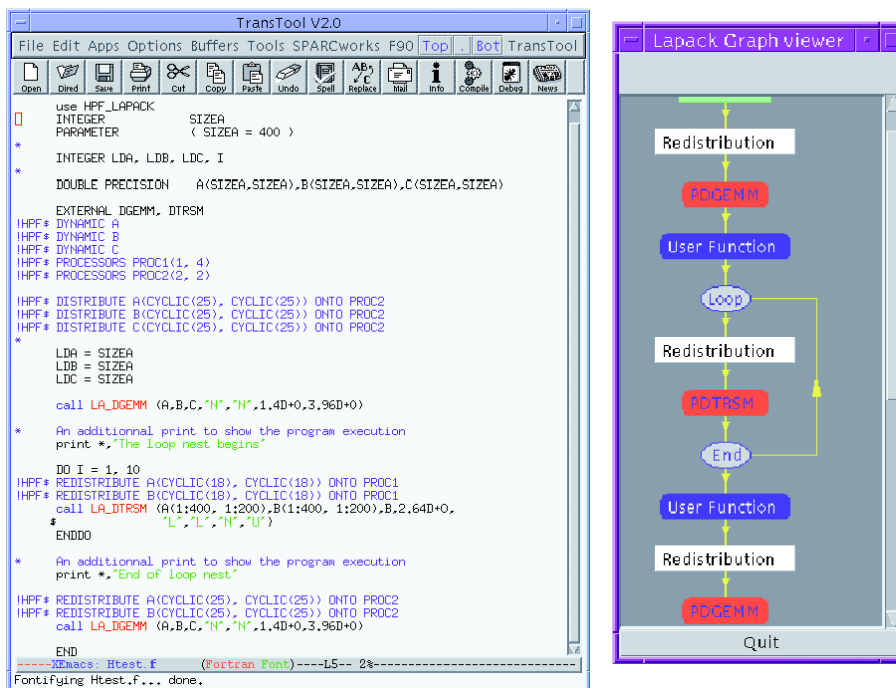 TransTool V2.0
File Edit Apps Options Buffers Tools SPARCworks F90 Top . Bot TransTool
Open Dired Save Print Cut Copy Paste Undo Spell Replace Mail Info Compile Debug News
use HPF_LAPACK
INTEGER SIZEA
PARAMETER ( SIZEA = 400 )
*
INTEGER LDA, LDB, LDC, I
*
DOUBLE PRECISION A(SIZEA,SIZEA),B(SIZEA,SIZEA),C(SIZEA,SIZEA)
EXTERNAL DGEMM, DTRSM
!HPF$ DYNAMIC A
!HPF$ DYNAMIC B
!HPF$ DYNAMIC C
!HPF$ PROCESSORS PROC1(1, 4)
!HPF$ PROCESSORS PROC2(2, 2)
!HPF$ DISTRIBUTE A(CYCLIC(25), CYCLIC(25)) ONTO PROC2
!HPF$ DISTRIBUTE B(CYCLIC(25), CYCLIC(25)) ONTO PROC2
!HPF$ DISTRIBUTE C(CYCLIC(25), CYCLIC(25)) ONTO PROC2
*
LDA = SIZEA
LDB = SIZEA
LDC = SIZEA
call LA_DGEMM (A,B,C,"N","N",1.4D+0,3.96D+0)
* An additionnal print to show the program execution
print *,"The loop nest begins"
DO I = 1, 10
!HPF$ REDISTRIBUTE A(CYCLIC(18), CYCLIC(18)) ONTO PROC1
!HPF$ REDISTRIBUTE B(CYCLIC(18), CYCLIC(18)) ONTO PROC1
call LA_DTRSM (A(1:400, 1:200),B(1:400, 1:200),B,2.64D+0,
$ "L","L","N","U")
ENDDO
* An additionnal print to show the program execution
print *,"End of loop nest"
!HPF$ REDISTRIBUTE A(CYCLIC(25), CYCLIC(25)) ONTO PROC2
!HPF$ REDISTRIBUTE B(CYCLIC(25), CYCLIC(25)) ONTO PROC2
call LA_DGEMM (A,B,C,"N","N",1.4D+0,3.96D+0)
END
-----XEmacs: Htest.f (Fortran Font)----L5-- 2%-----------------------------
Fontifying Htest.f... done.
Lapack Graph viewer
Redistribution
PDGEMM
User Function
Loop
Redistribution
PDTRSM
End
User Function
Redistribution
PDGEMM
Quit